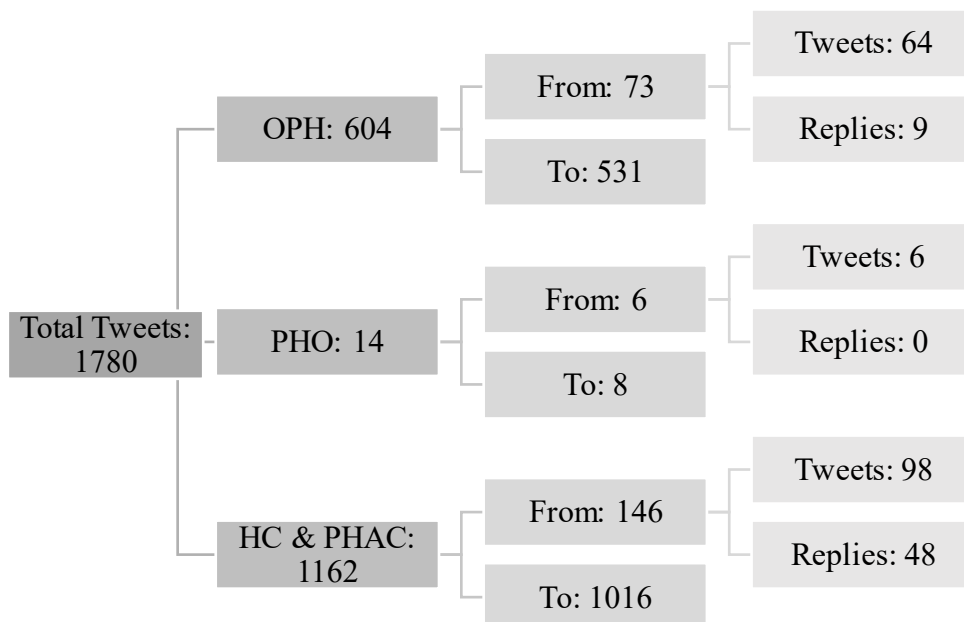 Total Tweets:
1780
OPH: 604
From: 73
Tweets: 64
Replies: 9
To: 531
PHO: 14
From: 6
Tweets: 6
Replies: 0
To: 8
HC & PHAC:
1162
From: 146
Tweets: 98
Replies: 48
To: 1016